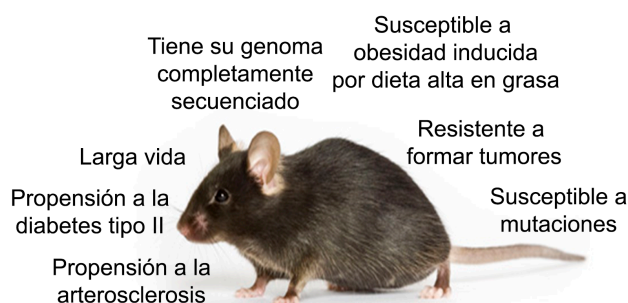 Tiene su genoma
completamente
secuenciado
Susceptible a
obesidad inducida
por dieta alta en grasa
Larga vida
Resistente a
formar tumores
Propensión a la
diabetes tipo II
Susceptible a
mutaciones
Propensión a la
arterosclerosis